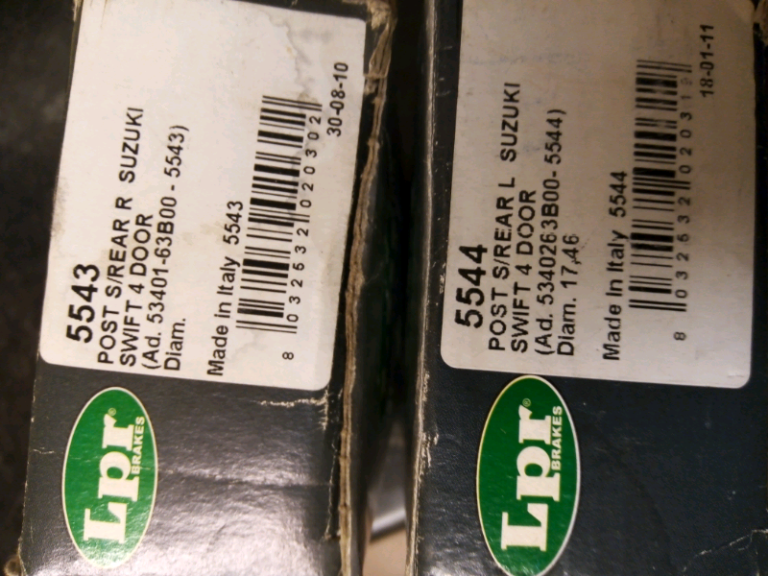 5543
POST S/REAR R SUZUKI
SWIFT 4 DOOR
(Ad. 53401-63B00 - 5543)
Diam.
Made in Italy 5543
8 032532 020302
30-08-10
Lpr®
BRAKES
5544
POST S/REAR L SUZUKI
SWIFT 4 DOOR
(Ad. 5340263B00- 5544)
Diam. 17,46
Made in Italy 5544
8 032532 020319
18-01-11
Lpr®
BRAKES